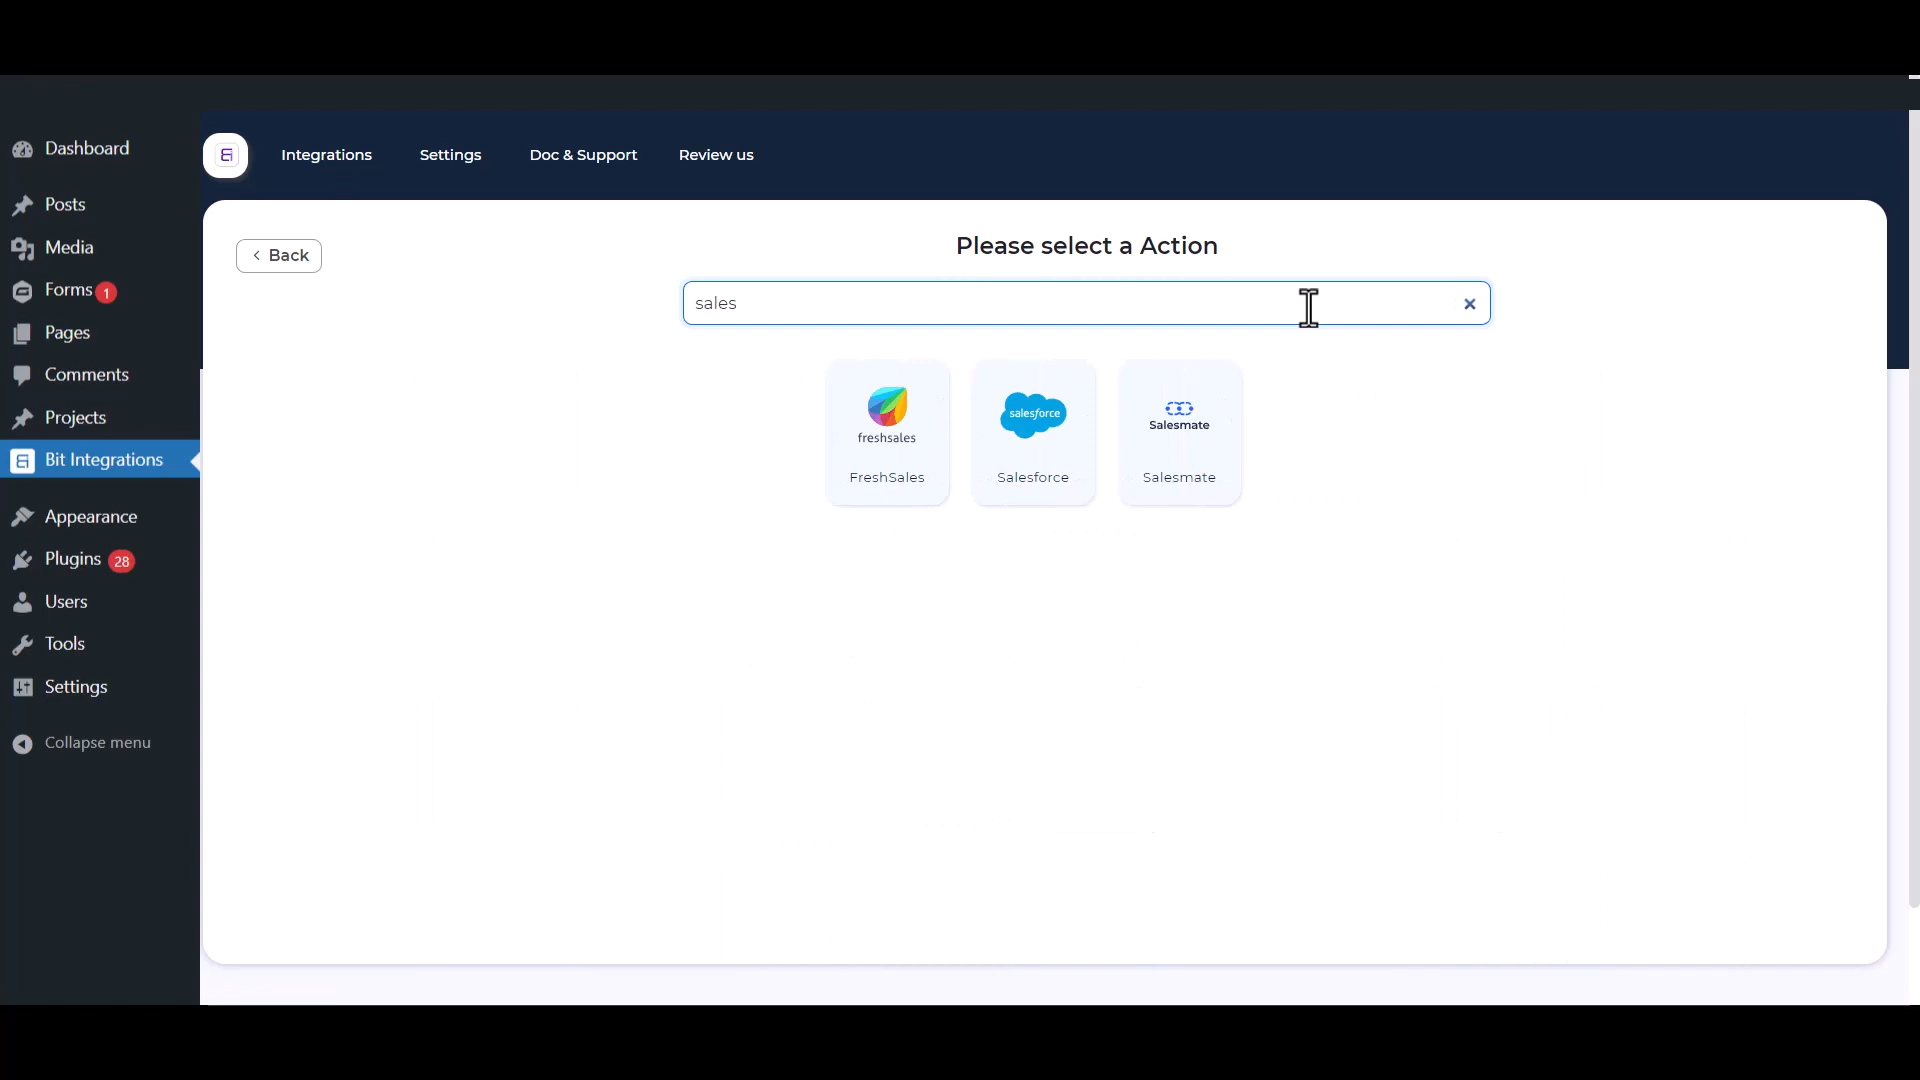 Dashboard
Posts
Media
Forms 1
Pages
Comments
Projects
Bit Integrations
Appearance
Plugins 28
Users
Tools
Settings
Collapse menu
Integrations
Settings
Doc & Support
Review us
Back
Please select a Action
sales
freshsales
FreshSales
salesforce
Salesforce
Salesmate
Salesmate